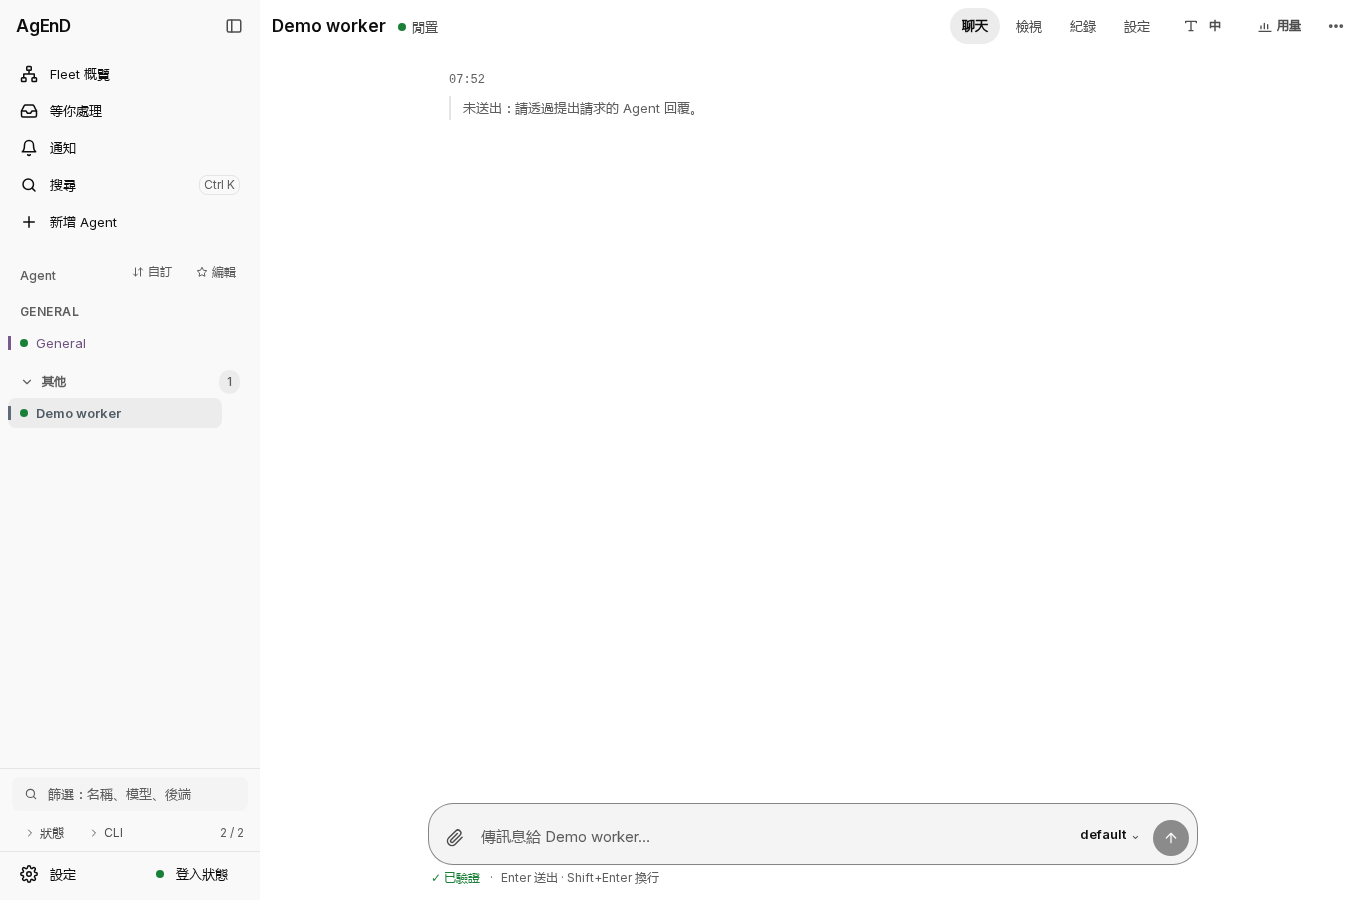 AgEnD
Fleet 概覽
等你處理
通知
搜尋 Ctrl K
新增 Agent
Agent 自訂 編輯
GENERAL
General
其他 1
Demo worker
篩選：名稱、模型、後端
狀態 CLI 2 / 2
設定 登入狀態
Demo worker 閒置 聊天 檢視 紀錄 設定 中 用量
07:52
未送出：請透過提出請求的 Agent 回覆。
傳訊息給 Demo worker... default
✓ 已驗證 · Enter 送出 · Shift+Enter 換行